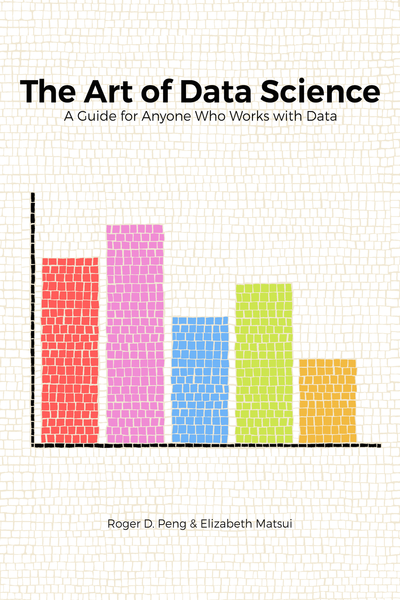 The Art of Data Science
A Guide for Anyone Who Works with Data
Roger D. Peng & Elizabeth Matsui